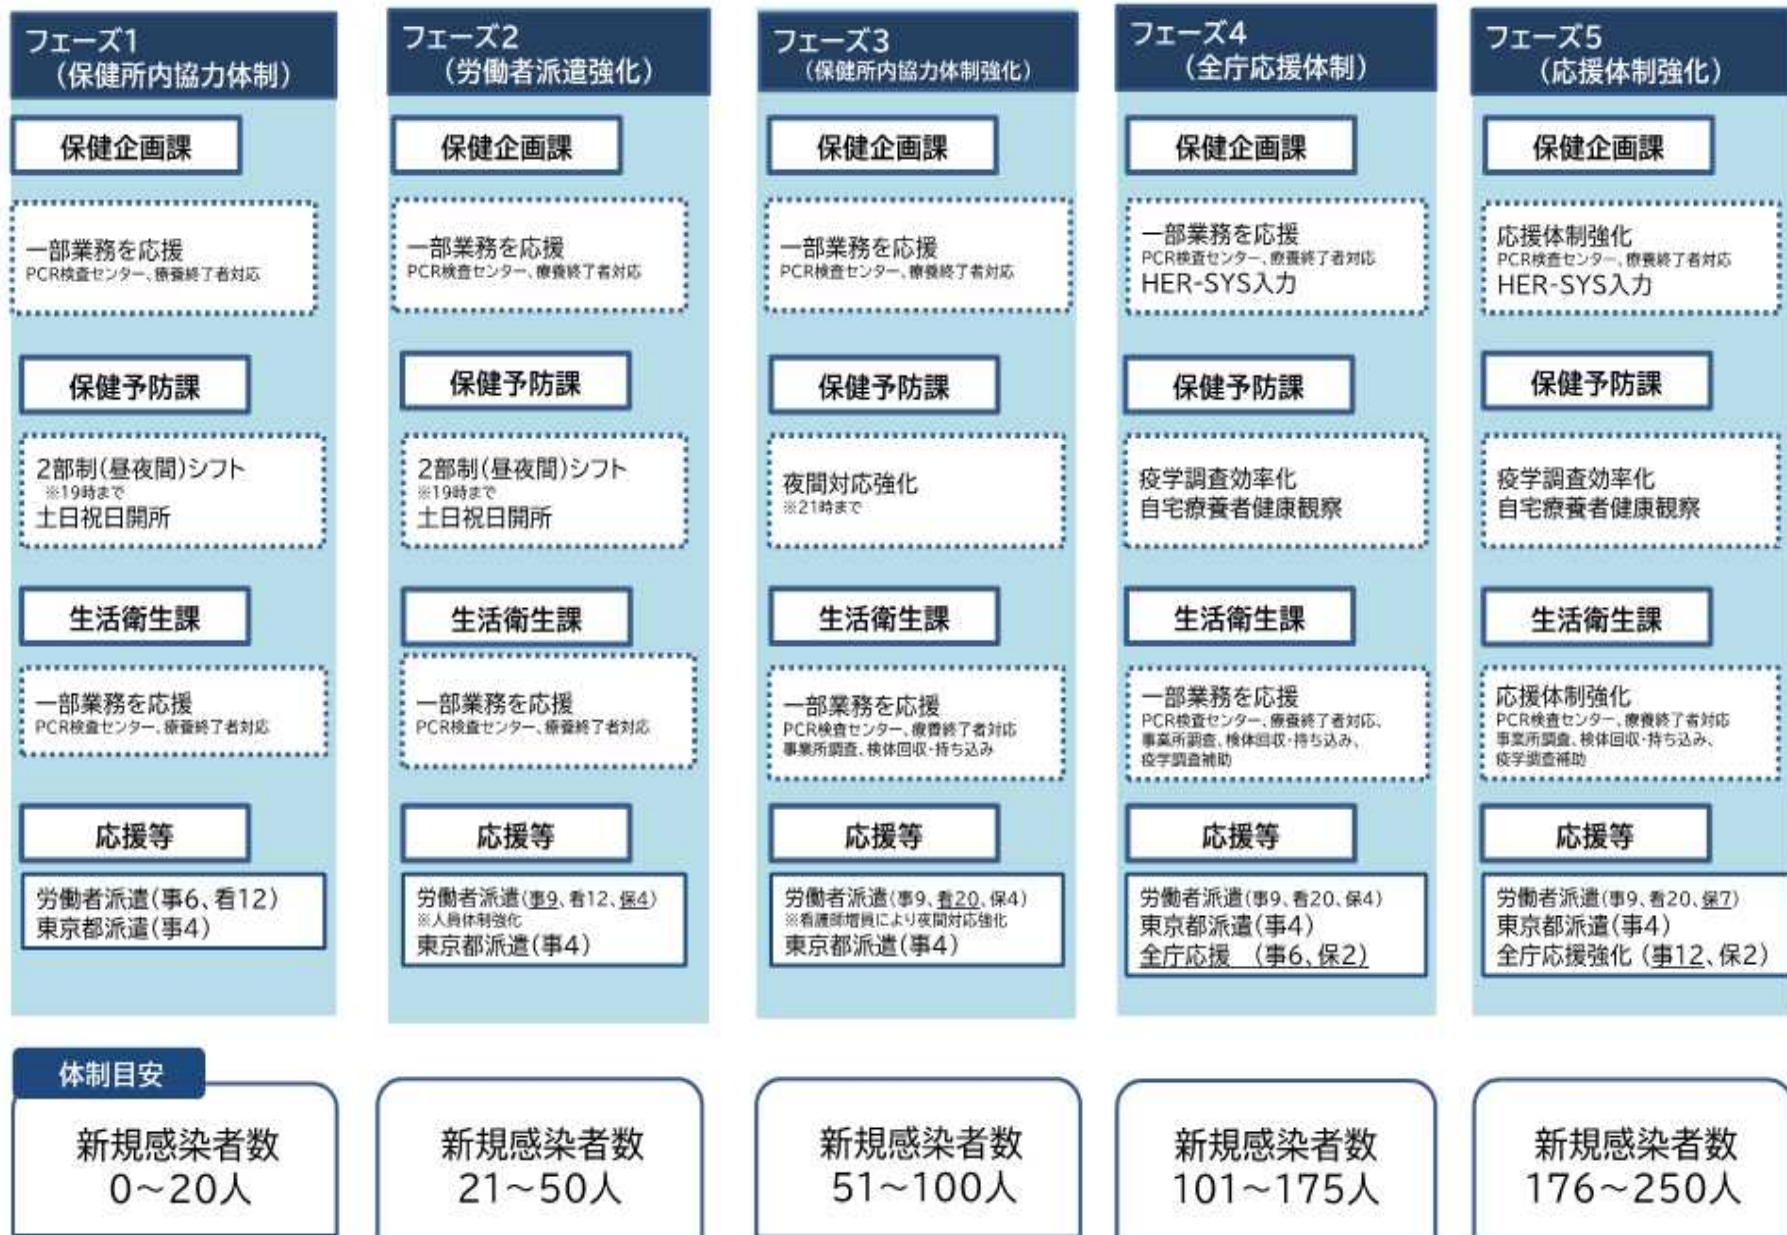 フェーズ1
(保健所内協力体制)
保健企画課
一部業務を応援
PCR検査センター、療養終了者対応
保健予防課
2部制(昼夜間)シフト
※19時まで
土日祝日開所
生活衛生課
一部業務を応援
PCR検査センター、療養終了者対応
応援等
労働者派遣(事6、看12)
東京都派遣(事4)
フェーズ2
(労働者派遣強化)
保健企画課
一部業務を応援
PCR検査センター、療養終了者対応
保健予防課
2部制(昼夜間)シフト
※19時まで
土日祝日開所
生活衛生課
一部業務を応援
PCR検査センター、療養終了者対応
応援等
労働者派遣(事9、看12、保4)
※人員体制強化
東京都派遣(事4)
フェーズ3
(保健所内協力体制強化)
保健企画課
一部業務を応援
PCR検査センター、療養終了者対応
保健予防課
夜間対応強化
※21時まで
生活衛生課
一部業務を応援
PCR検査センター、療養終了者対応
事業所調査、検体回収・持ち込み
応援等
労働者派遣(事9、看20、保4)
※看護師増員により夜間対応強化
東京都派遣(事4)
フェーズ4
(全庁応援体制)
保健企画課
一部業務を応援
PCR検査センター、療養終了者対応
HER-SYS入力
保健予防課
疫学調査効率化
自宅療養者健康観察
生活衛生課
一部業務を応援
PCR検査センター、療養終了者対応、
事業所調査、検体回収・持ち込み、
疫学調査補助
応援等
労働者派遣(事9、看20、保4)
東京都派遣(事4)
全庁応援 (事6、保2)
フェーズ5
(応援体制強化)
保健企画課
応援体制強化
PCR検査センター、療養終了者対応
HER-SYS入力
保健予防課
疫学調査効率化
自宅療養者健康観察
生活衛生課
応援体制強化
PCR検査センター、療養終了者対応
事業所調査、検体回収・持ち込み、
疫学調査補助
応援等
労働者派遣(事9、看20、保7)
東京都派遣(事4)
全庁応援強化(事12、保2)
体制目安
新規感染者数
0~20人
新規感染者数
21~50人
新規感染者数
51~100人
新規感染者数
101~175人
新規感染者数
176~250人